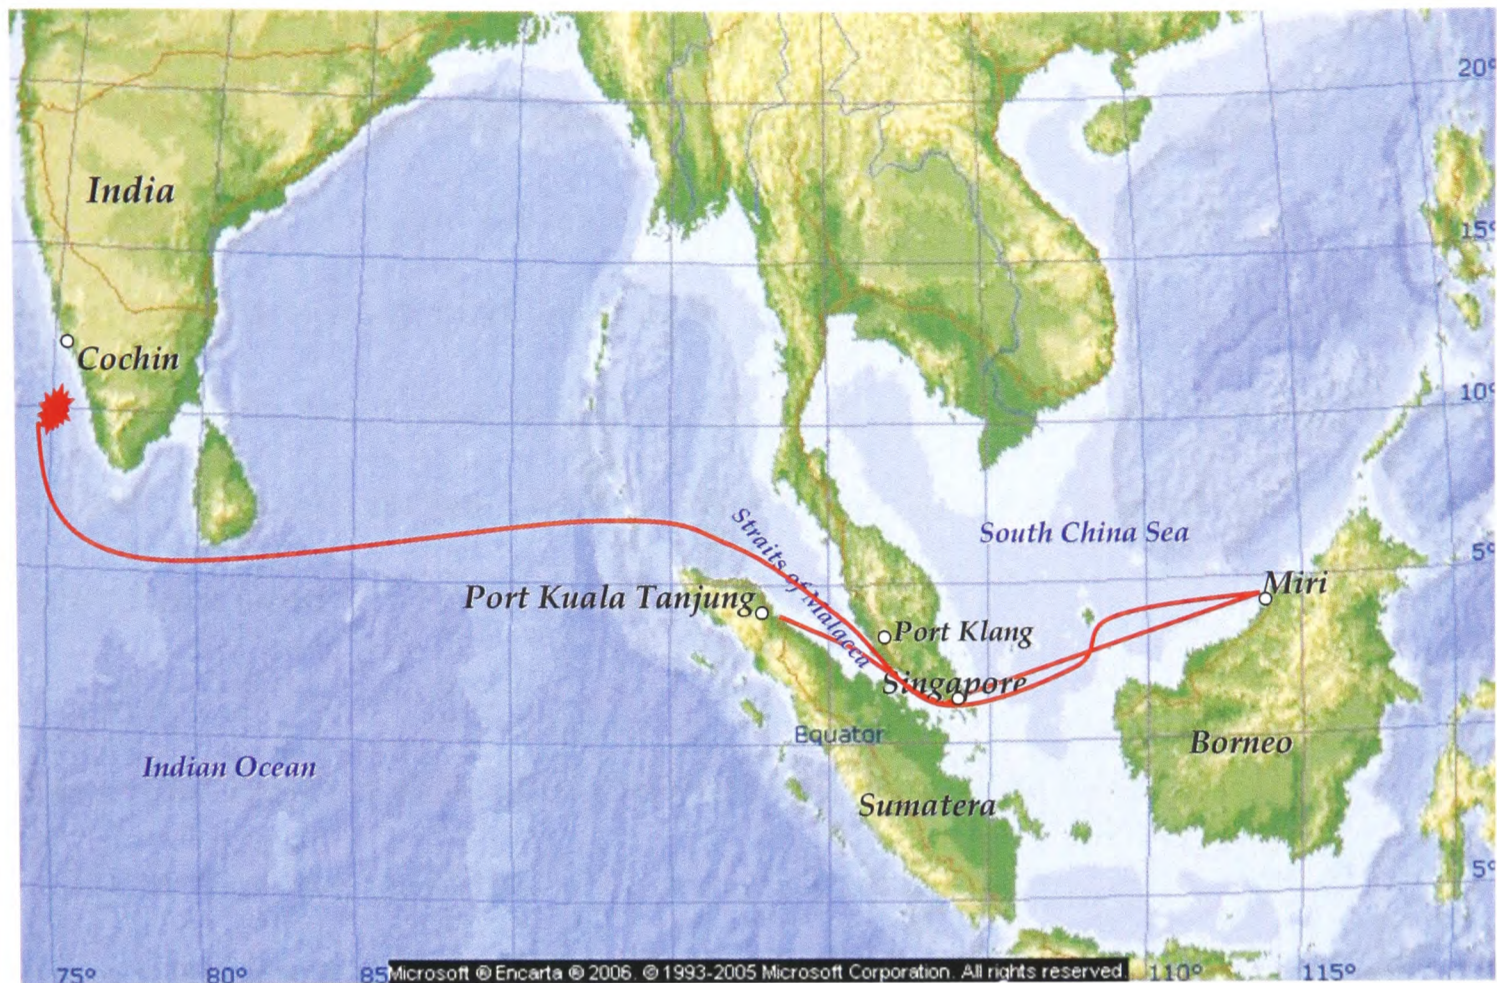 20°
India
15°
Cochin
10°
Straits of Malacca
South China Sea
5°
Port Kuala Tanjung
Miri
Port Klang
Singapore
Equator
Borneo
Indian Ocean
Sumatera
5°
75°
80°
85
Microsoft ® Encarta ® 2006. © 1993-2005 Microsoft Corporation. All rights reserved.
110°
115°